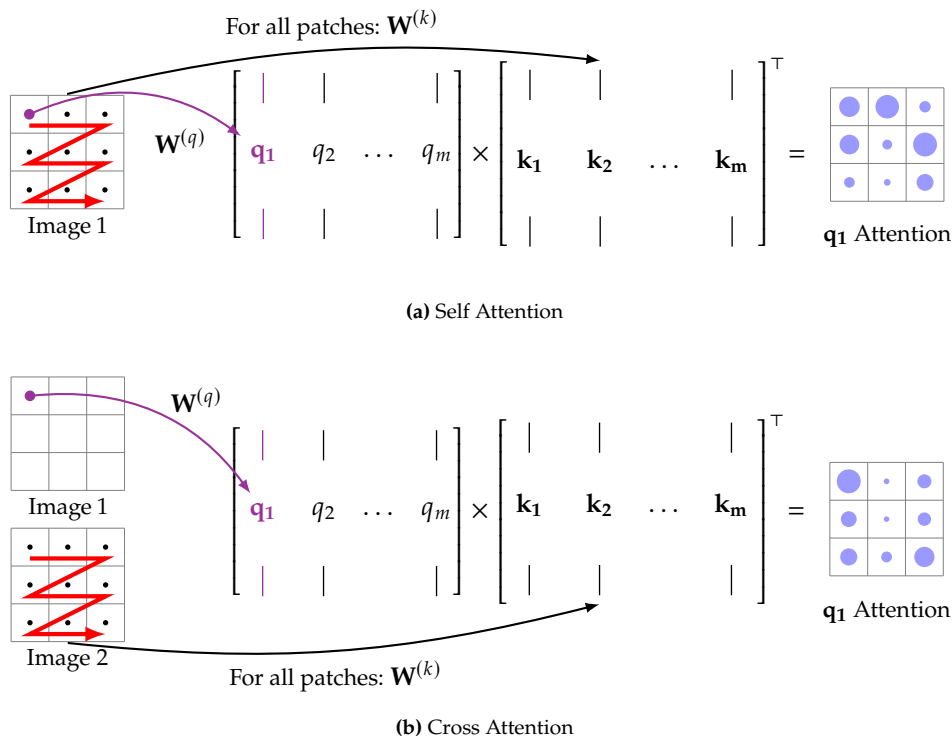 For all patches: W^(k)
W^(q)
Image 1
[q₁ q₂ … qₘ] × [k₁ k₂ … kₘ]^⊤ =
q₁ Attention
(a) Self Attention
W^(q)
Image 1
[q₁ q₂ … qₘ] × [k₁ k₂ … kₘ]^⊤ =
q₁ Attention
Image 2
For all patches: W^(k)
(b) Cross Attention